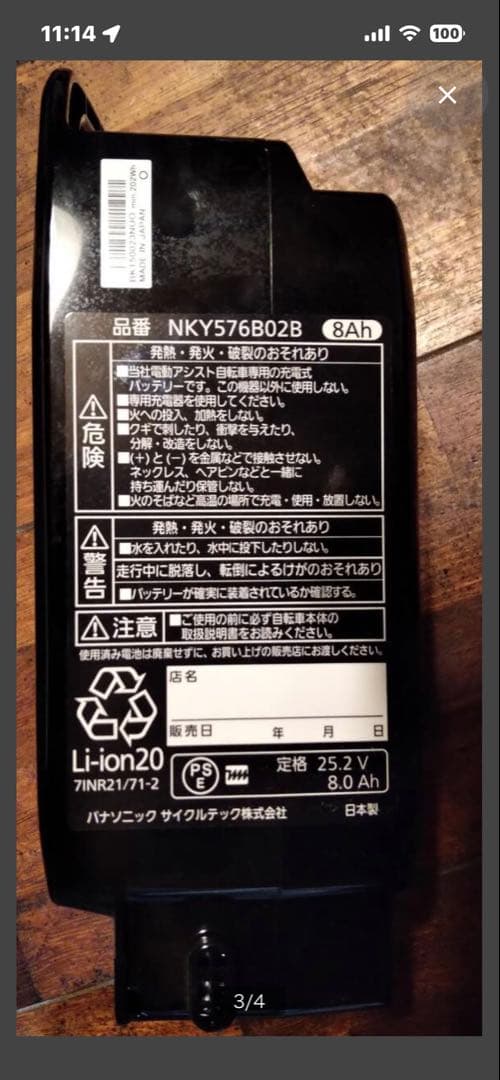 11:14
100
min.202Wh
MADE IN JAPAN
品番 NKY576B02B 8Ah
危険
発熱・発火・破裂のおそれあり
■当社電動アシスト自転車専用の充電式
バッテリーです。この機器以外に使用しない。
■専用充電器を使用してください。
■火への投入、加熱をしない。
■クギで刺したり、衝撃を与えたり、
分解・改造をしない。
■(+)と(−)を金属などで接触させない。
ネックレス、ヘアピンなどと一緒に
持ち運んだり保管しない。
■火のそばなど高温の場所で充電・使用・放置しない。
警告
発熱・発火・破裂のおそれあり
■水を入れたり、水中に投下したりしない。
走行中に脱落し、転倒によるけがのおそれあり
■バッテリーが確実に装着されているか確認する。
注意
■ご使用の前に必ず自転車本体の
取扱説明書をお読みください。
使用済み電池は廃棄せずに、お買い上げの販売店にお渡しください。
店名
販売日 年 月 日
Li-ion20
7INR21/71-2
PSE
定格 25.2 V
8.0 Ah
パナソニック サイクルテック株式会社 日本製
3/4